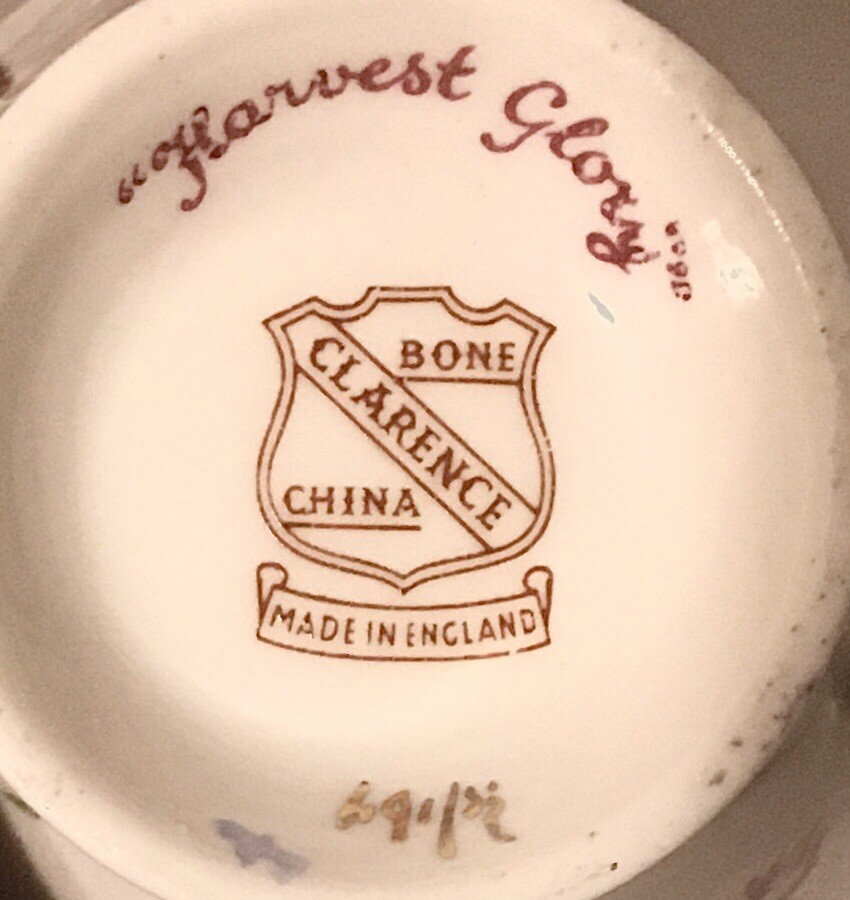 "Harvest Glory"
BONE
CLARENCE
CHINA
MADE IN ENGLAND